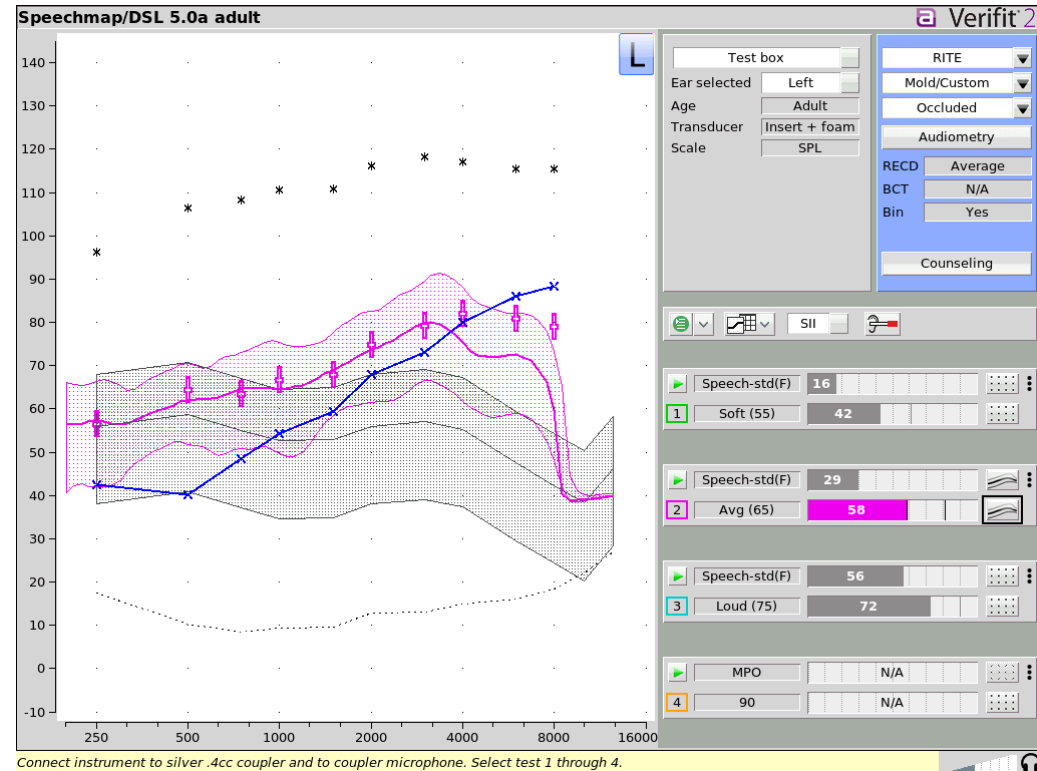 Speechmap/DSL 5.0a adult
a Verifit 2
L
140
130
120
110
100
90
80
70
60
50
40
30
20
10
0
-10
250 500 1000 2000 4000 8000 16000
Test box
Ear selected Left
Age Adult
Transducer Insert + foam
Scale SPL
RITE
Mold/Custom
Occluded
Audiometry
RECD Average
BCT N/A
Bin Yes
Counseling
SII
Speech-std(F) 16
1 Soft (55) 42
Speech-std(F) 29
2 Avg (65) 58
Speech-std(F) 56
3 Loud (75) 72
MPO N/A
4 90 N/A
Connect instrument to silver .4cc coupler and to coupler microphone. Select test 1 through 4.